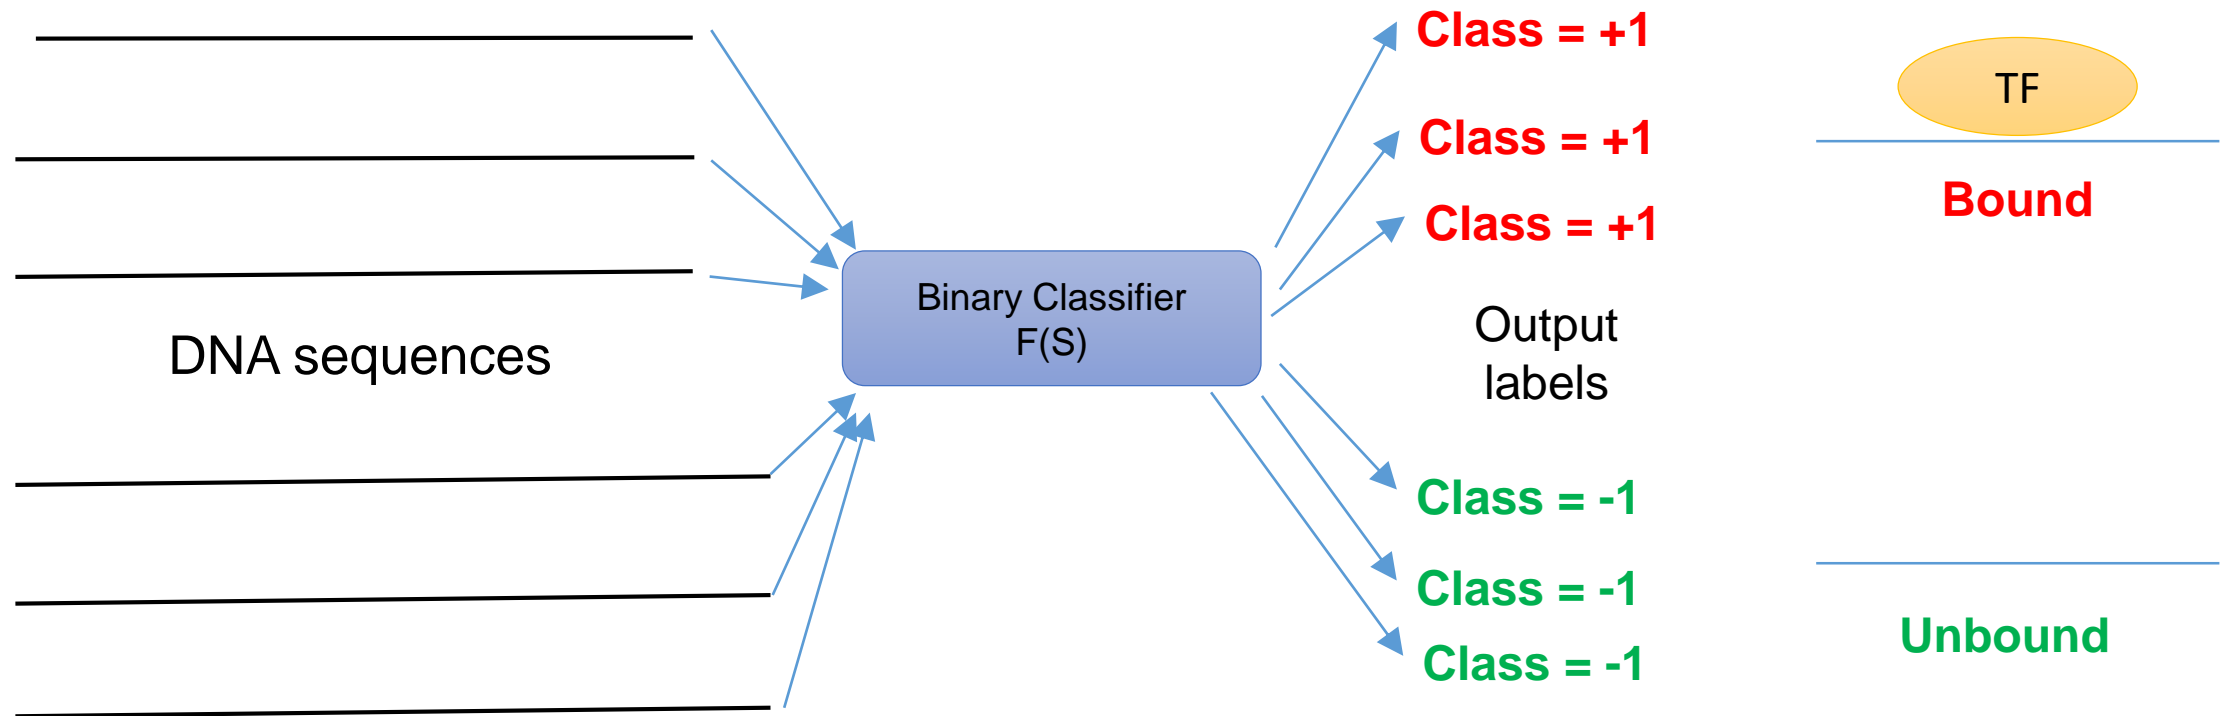 Class = +1
TF
Class = +1
Bound
Class = +1
Binary Classifier
F(S)
DNA sequences
Output
labels
Class = -1
Class = -1
Unbound
Class = -1